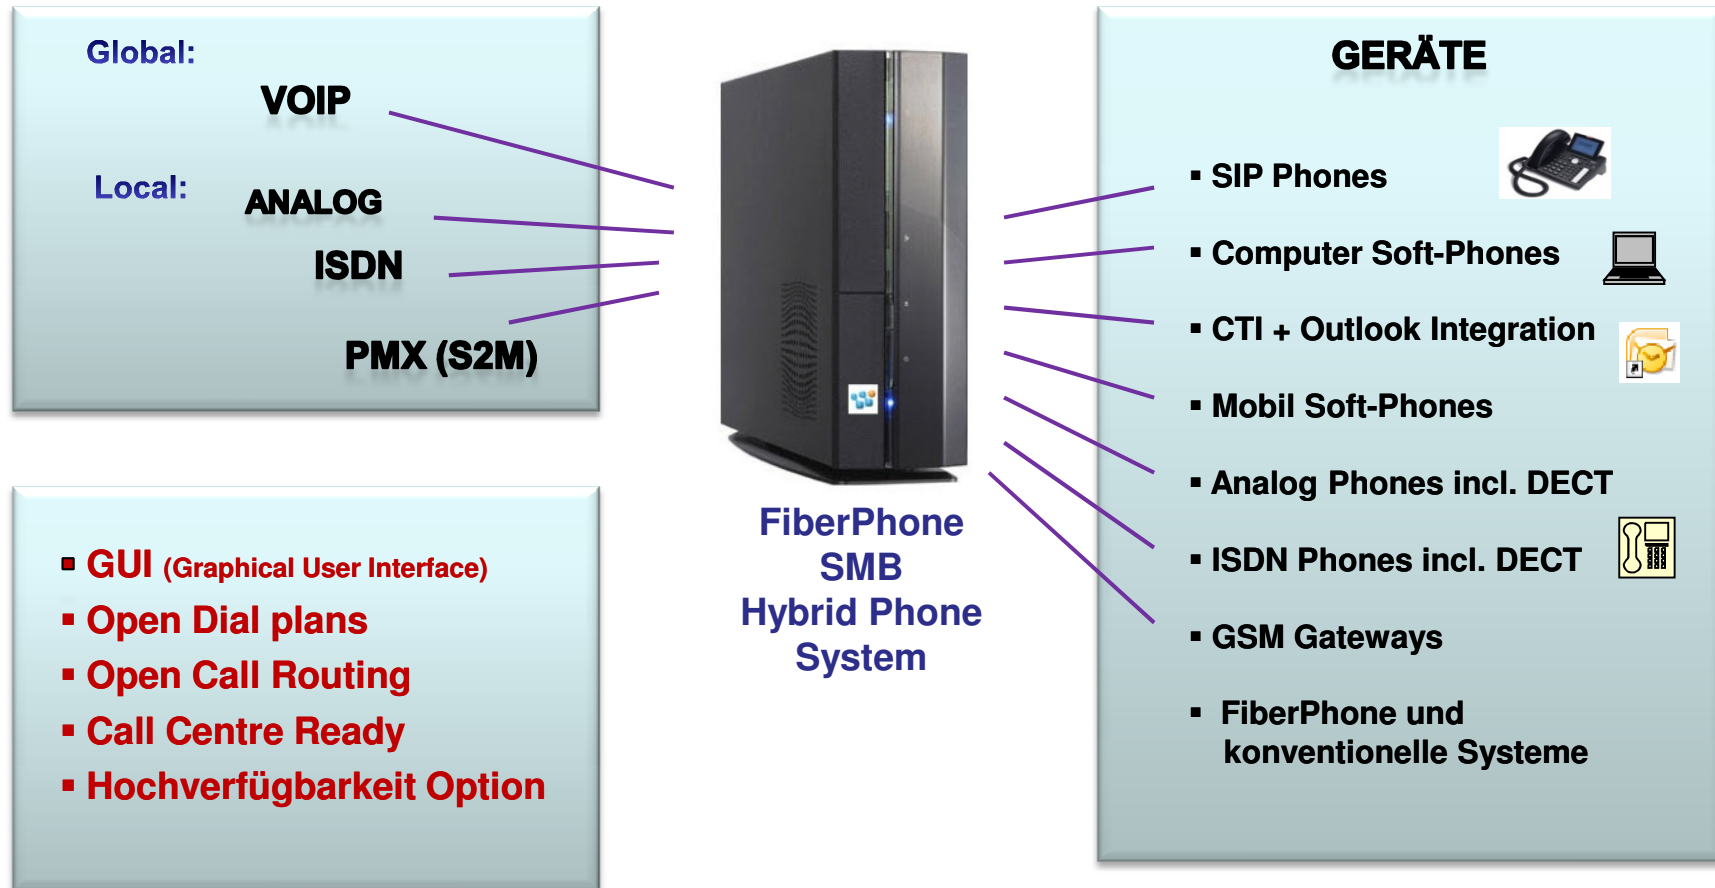 Global:
VOIP
Local:
ANALOG
ISDN
PMX (S2M)
▪ GUI (Graphical User Interface)
▪ Open Dial plans
▪ Open Call Routing
▪ Call Centre Ready
▪ Hochverfügbarkeit Option
FiberPhone
SMB
Hybrid Phone
System
GERÄTE
▪ SIP Phones
▪ Computer Soft-Phones
▪ CTI + Outlook Integration
▪ Mobil Soft-Phones
▪ Analog Phones incl. DECT
▪ ISDN Phones incl. DECT
▪ GSM Gateways
▪ FiberPhone und
konventionelle Systeme